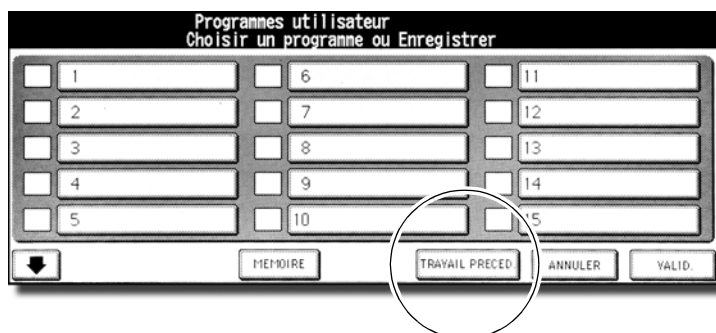 Programmes utilisateur
Choisir un programme ou Enregistrer
1 6 11
2 7 12
3 8 13
4 9 14
5 10 15
MEMOIRE TRAVAIL PRECED. ANNULER VALID.